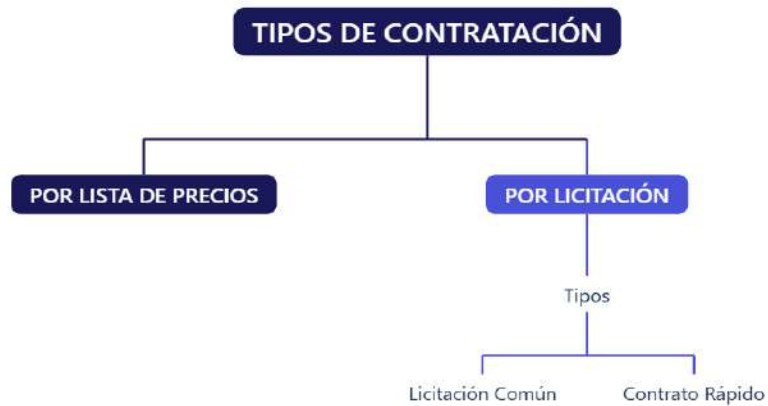 TIPOS DE CONTRATACIÓN
POR LISTA DE PRECIOS
POR LICITACIÓN
Tipos
Licitación Común
Contrato Rápido